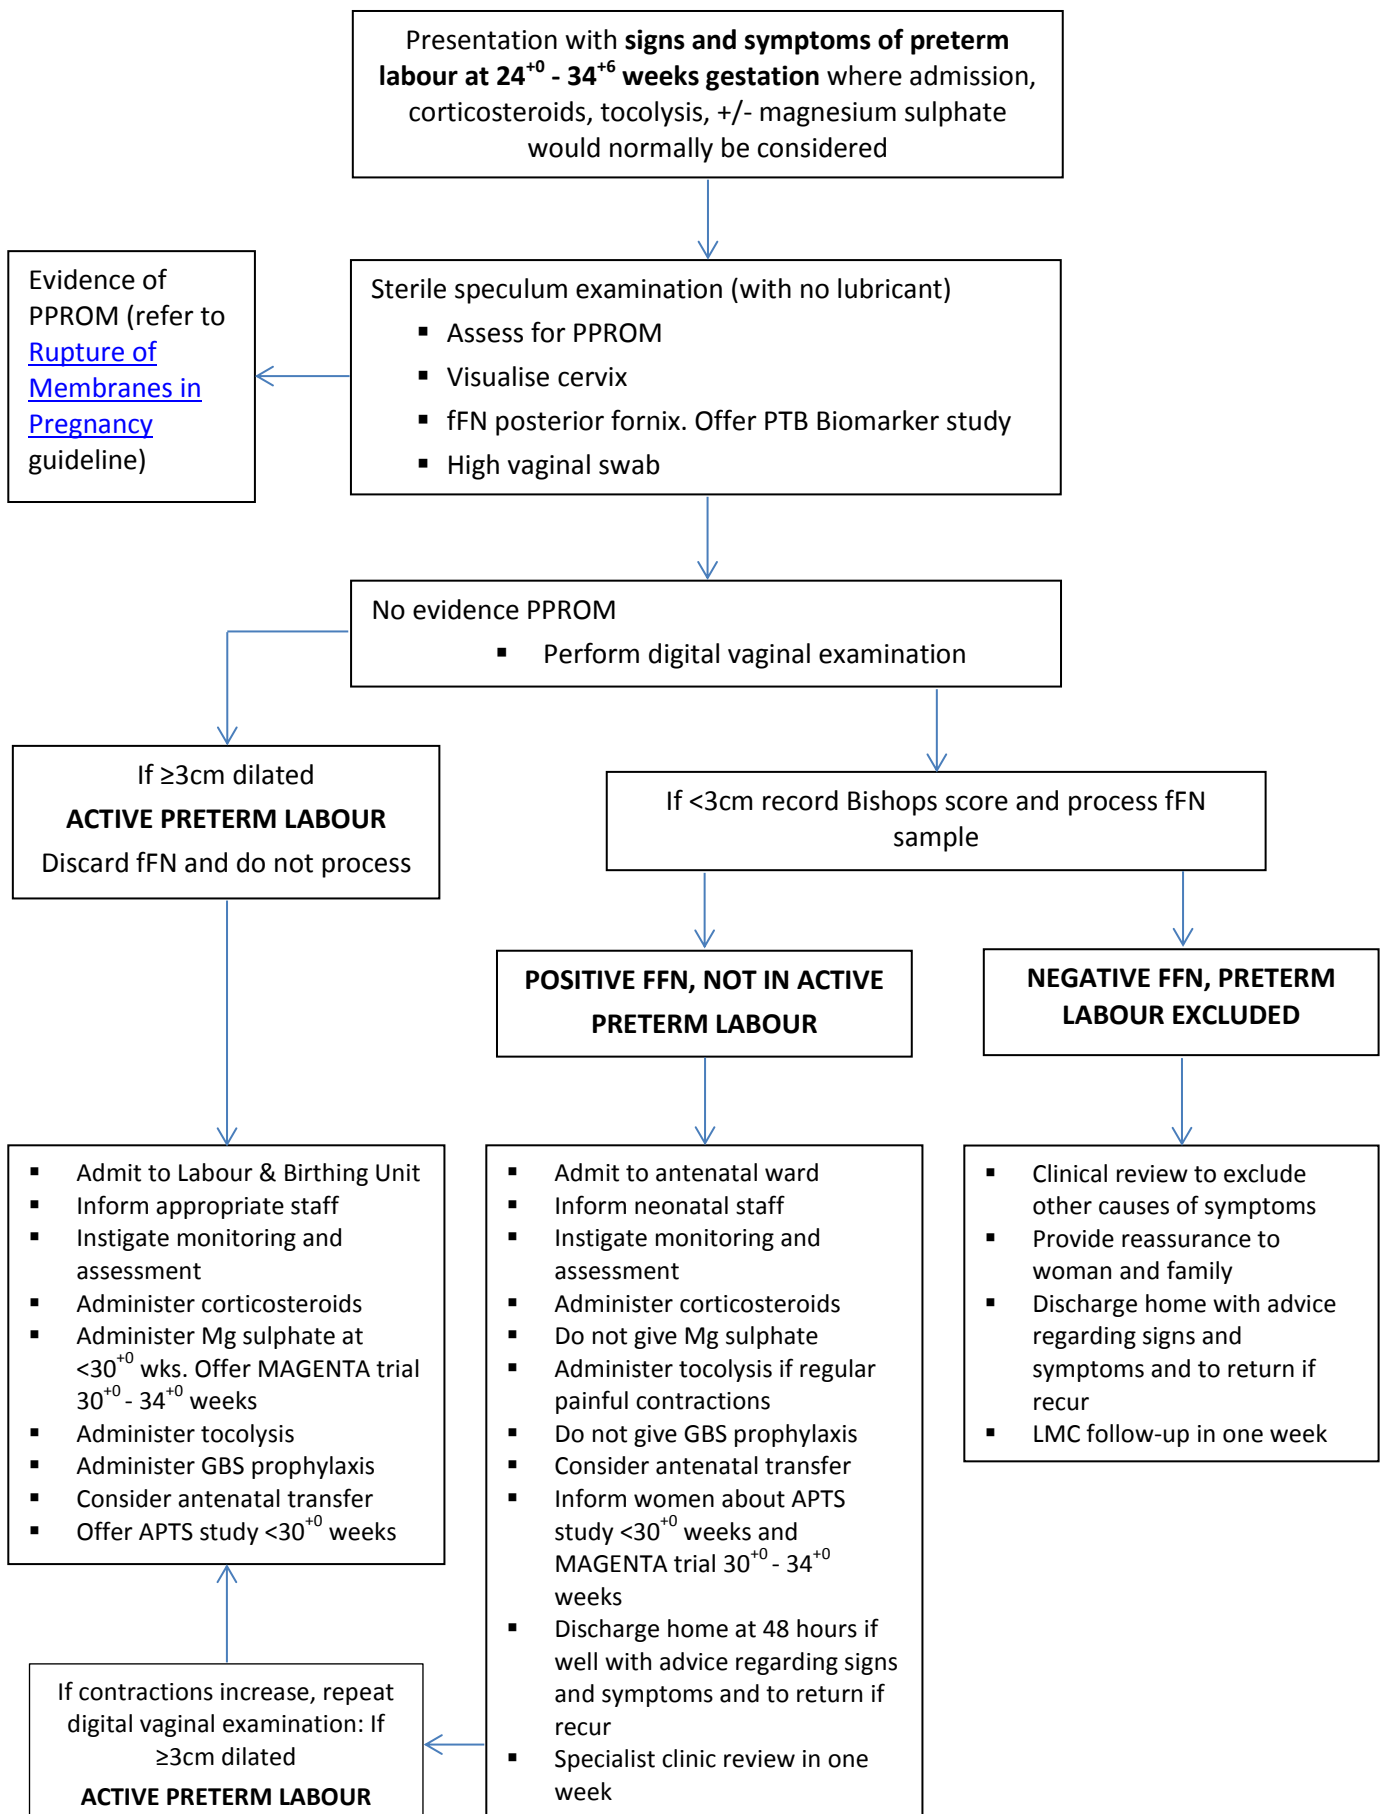 Presentation with signs and symptoms of preterm
labour at 24+0 - 34+6 weeks gestation where admission,
corticosteroids, tocolysis, +/- magnesium sulphate
would normally be considered
Evidence of
PPROM (refer to
Rupture of
Membranes in
Pregnancy
guideline)
Sterile speculum examination (with no lubricant)
▪ Assess for PPROM
▪ Visualise cervix
▪ fFN posterior fornix. Offer PTB Biomarker study
▪ High vaginal swab
No evidence PPROM
▪ Perform digital vaginal examination
If ≥3cm dilated
ACTIVE PRETERM LABOUR
Discard fFN and do not process
If <3cm record Bishops score and process fFN
sample
POSITIVE FFN, NOT IN ACTIVE
PRETERM LABOUR
NEGATIVE FFN, PRETERM
LABOUR EXCLUDED
▪ Admit to Labour & Birthing Unit
▪ Inform appropriate staff
▪ Instigate monitoring and
assessment
▪ Administer corticosteroids
▪ Administer Mg sulphate at
<30+0 wks. Offer MAGENTA trial
30+0 - 34+0 weeks
▪ Administer tocolysis
▪ Administer GBS prophylaxis
▪ Consider antenatal transfer
▪ Offer APTS study <30+0 weeks
▪ Admit to antenatal ward
▪ Inform neonatal staff
▪ Instigate monitoring and
assessment
▪ Administer corticosteroids
▪ Do not give Mg sulphate
▪ Administer tocolysis if regular
painful contractions
▪ Do not give GBS prophylaxis
▪ Consider antenatal transfer
▪ Inform women about APTS
study <30+0 weeks and
MAGENTA trial 30+0 - 34+0
weeks
▪ Discharge home at 48 hours if
well with advice regarding signs
and symptoms and to return if
recur
▪ Specialist clinic review in one
week
▪ Clinical review to exclude
other causes of symptoms
▪ Provide reassurance to
woman and family
▪ Discharge home with advice
regarding signs and
symptoms and to return if
recur
▪ LMC follow-up in one week
If contractions increase, repeat
digital vaginal examination: If
≥3cm dilated
ACTIVE PRETERM LABOUR